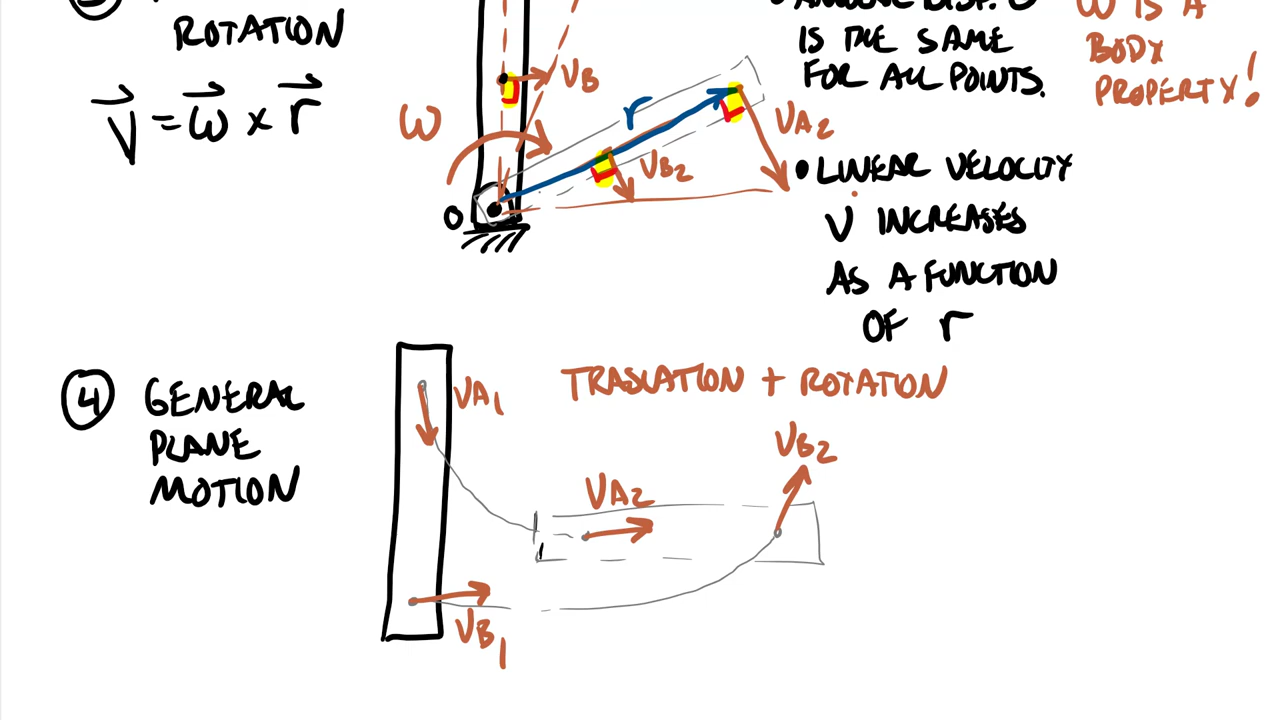 ROTATION
V = ω × r
ω
O
VB
r
VA2
VB2
IS THE SAME
FOR ALL POINTS.
ω IS A
BODY
PROPERTY!
• LINEAR VELOCITY
V INCREASES
AS A FUNCTION
OF r
④ GENERAL
PLANE
MOTION
TRASLATION + ROTATION
VA1
VB1
VA2
VB2